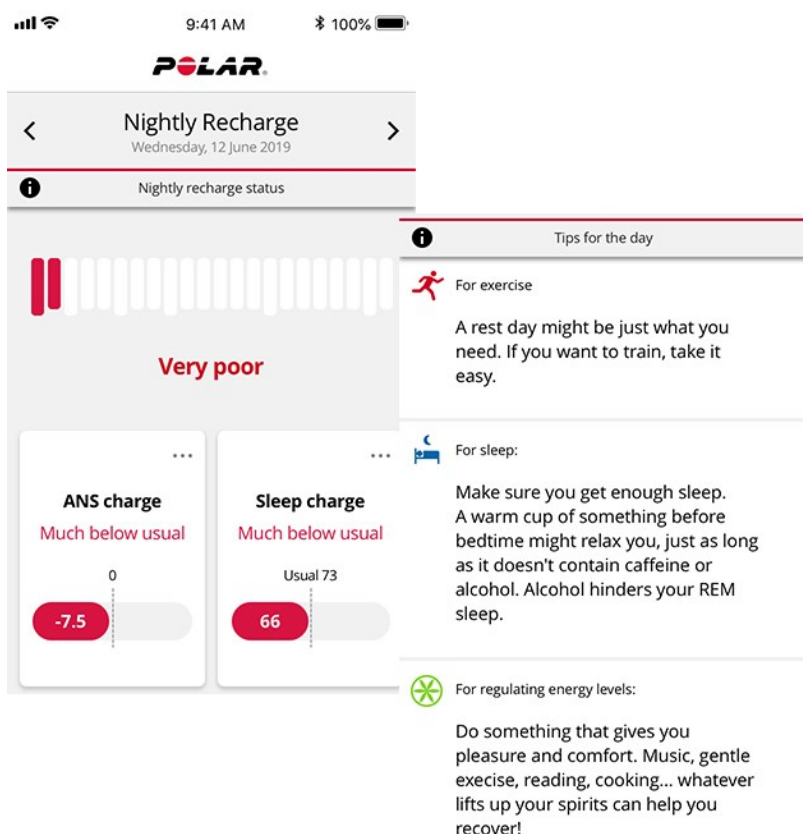 9:41 AM
100%
POLAR.
Nightly Recharge
Wednesday, 12 June 2019
Nightly recharge status
Very poor
ANS charge
Much below usual
0
-7.5
Sleep charge
Much below usual
Usual 73
66
Tips for the day
For exercise
A rest day might be just what you
need. If you want to train, take it
easy.
For sleep:
Make sure you get enough sleep.
A warm cup of something before
bedtime might relax you, just as long
as it doesn't contain caffeine or
alcohol. Alcohol hinders your REM
sleep.
For regulating energy levels:
Do something that gives you
pleasure and comfort. Music, gentle
execise, reading, cooking... whatever
lifts up your spirits can help you
recover!